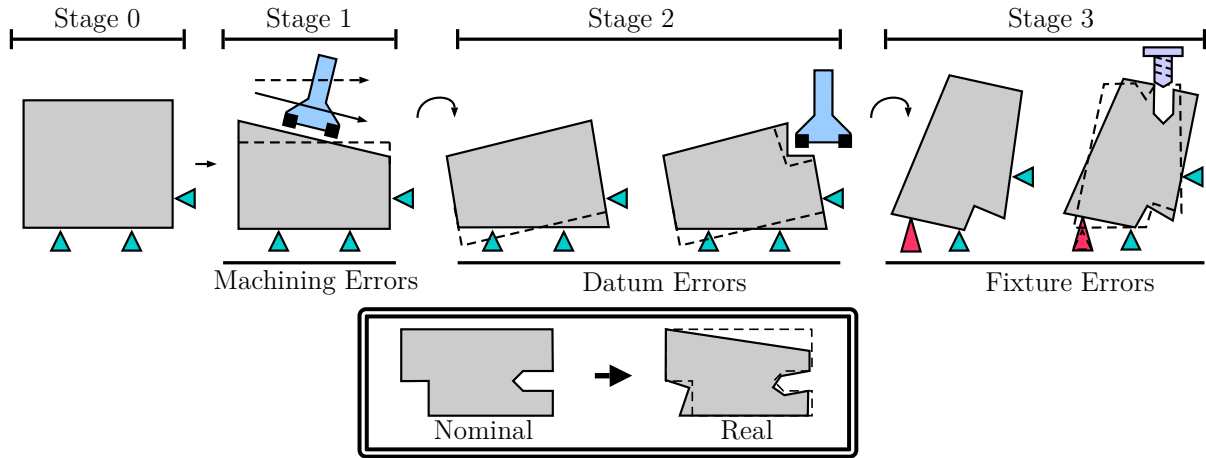 Stage 0
Stage 1
Stage 2
Stage 3
Machining Errors
Datum Errors
Fixture Errors
Nominal
Real